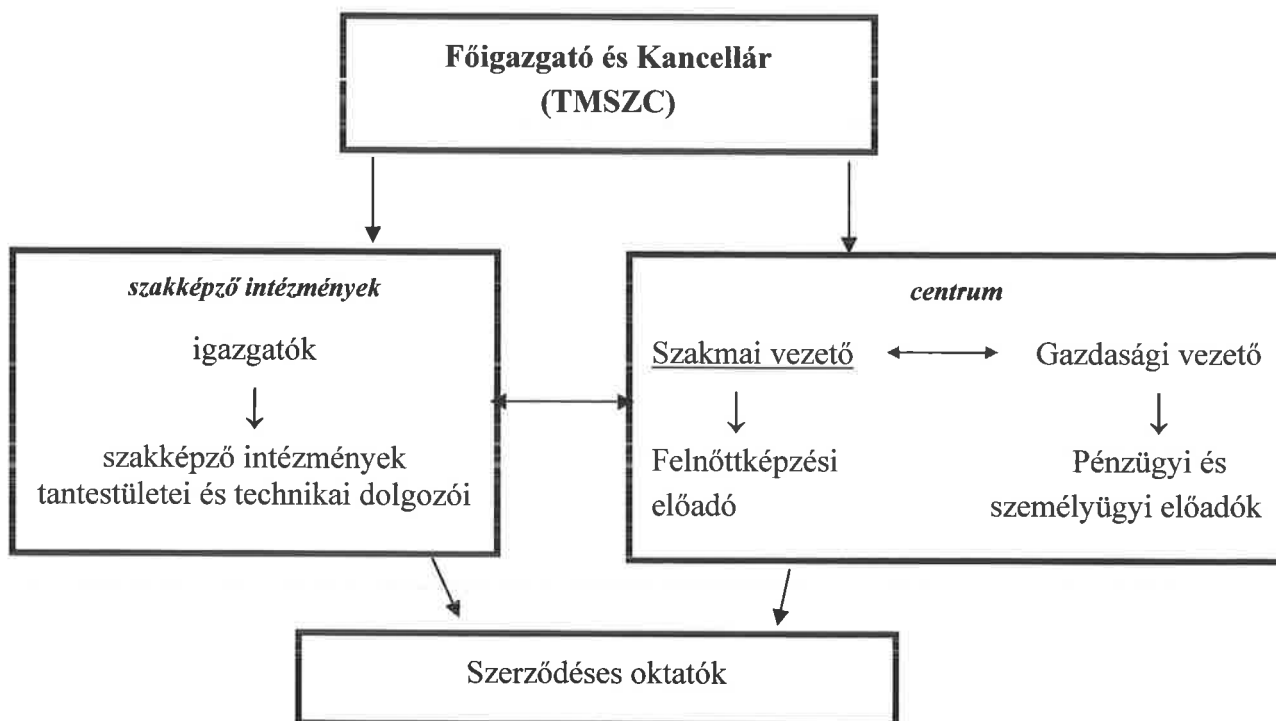 Főigazgató és Kancellár
(TMSZC)
szakképző intézmények
igazgatók
szakképző intézmények
tantestületei és technikai dolgozói
centrum
Szakmai vezető
Gazdasági vezető
Felnőttképzési
előadó
Pénzügyi és
személyügyi előadók
Szerződéses oktatók